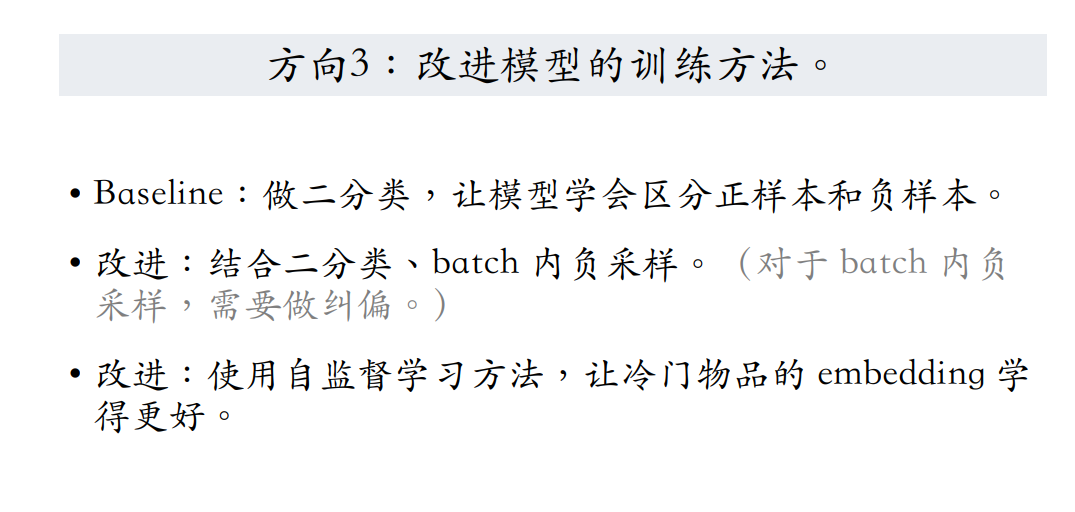 方向3：改进模型的训练方法。
• Baseline：做二分类，让模型学会区分正样本和负样本。
• 改进：结合二分类、batch 内负采样。（对于 batch 内负
采样，需要做纠偏。）
• 改进：使用自监督学习方法，让冷门物品的 embedding 学
得更好。